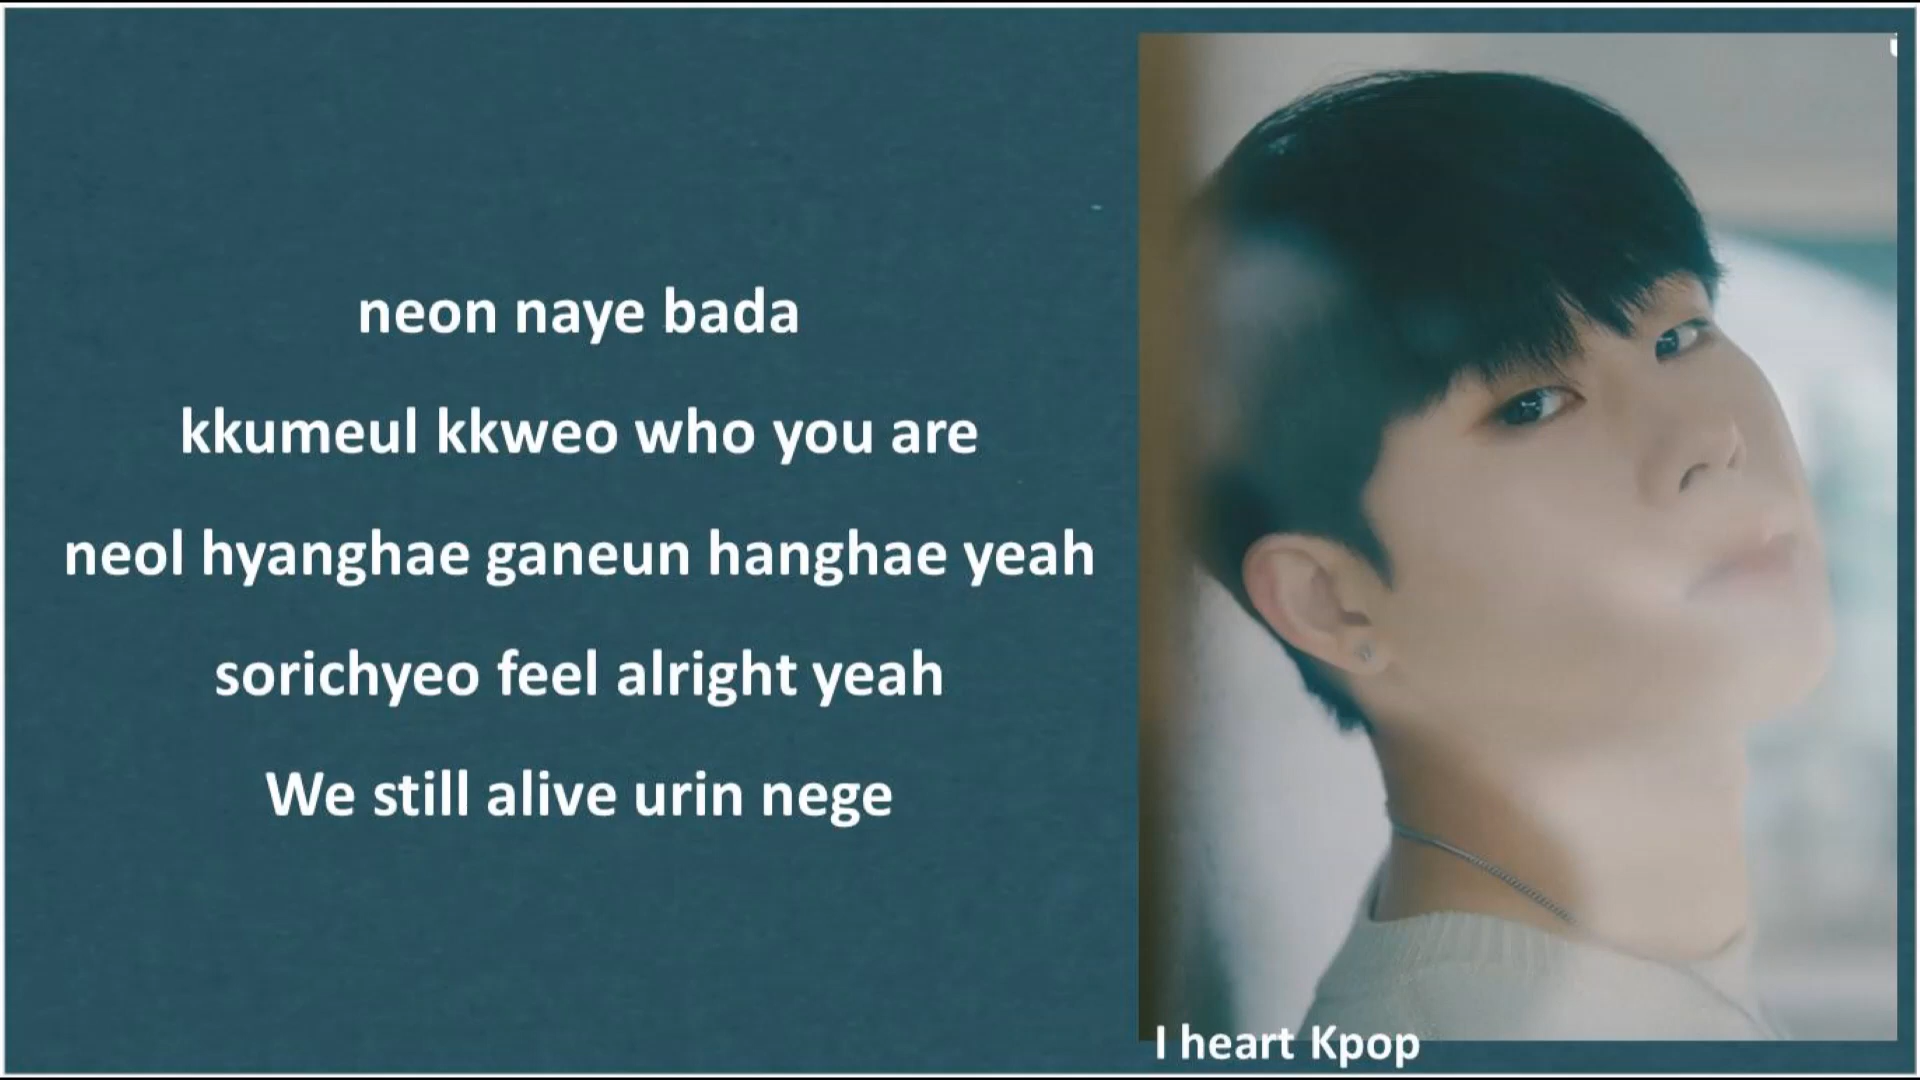 neon naye bada
kkumeul kkweo who you are
neol hyanghae ganeun hanghae yeah
sorichyeo feel alright yeah
We still alive urin nege
I heart Kpop